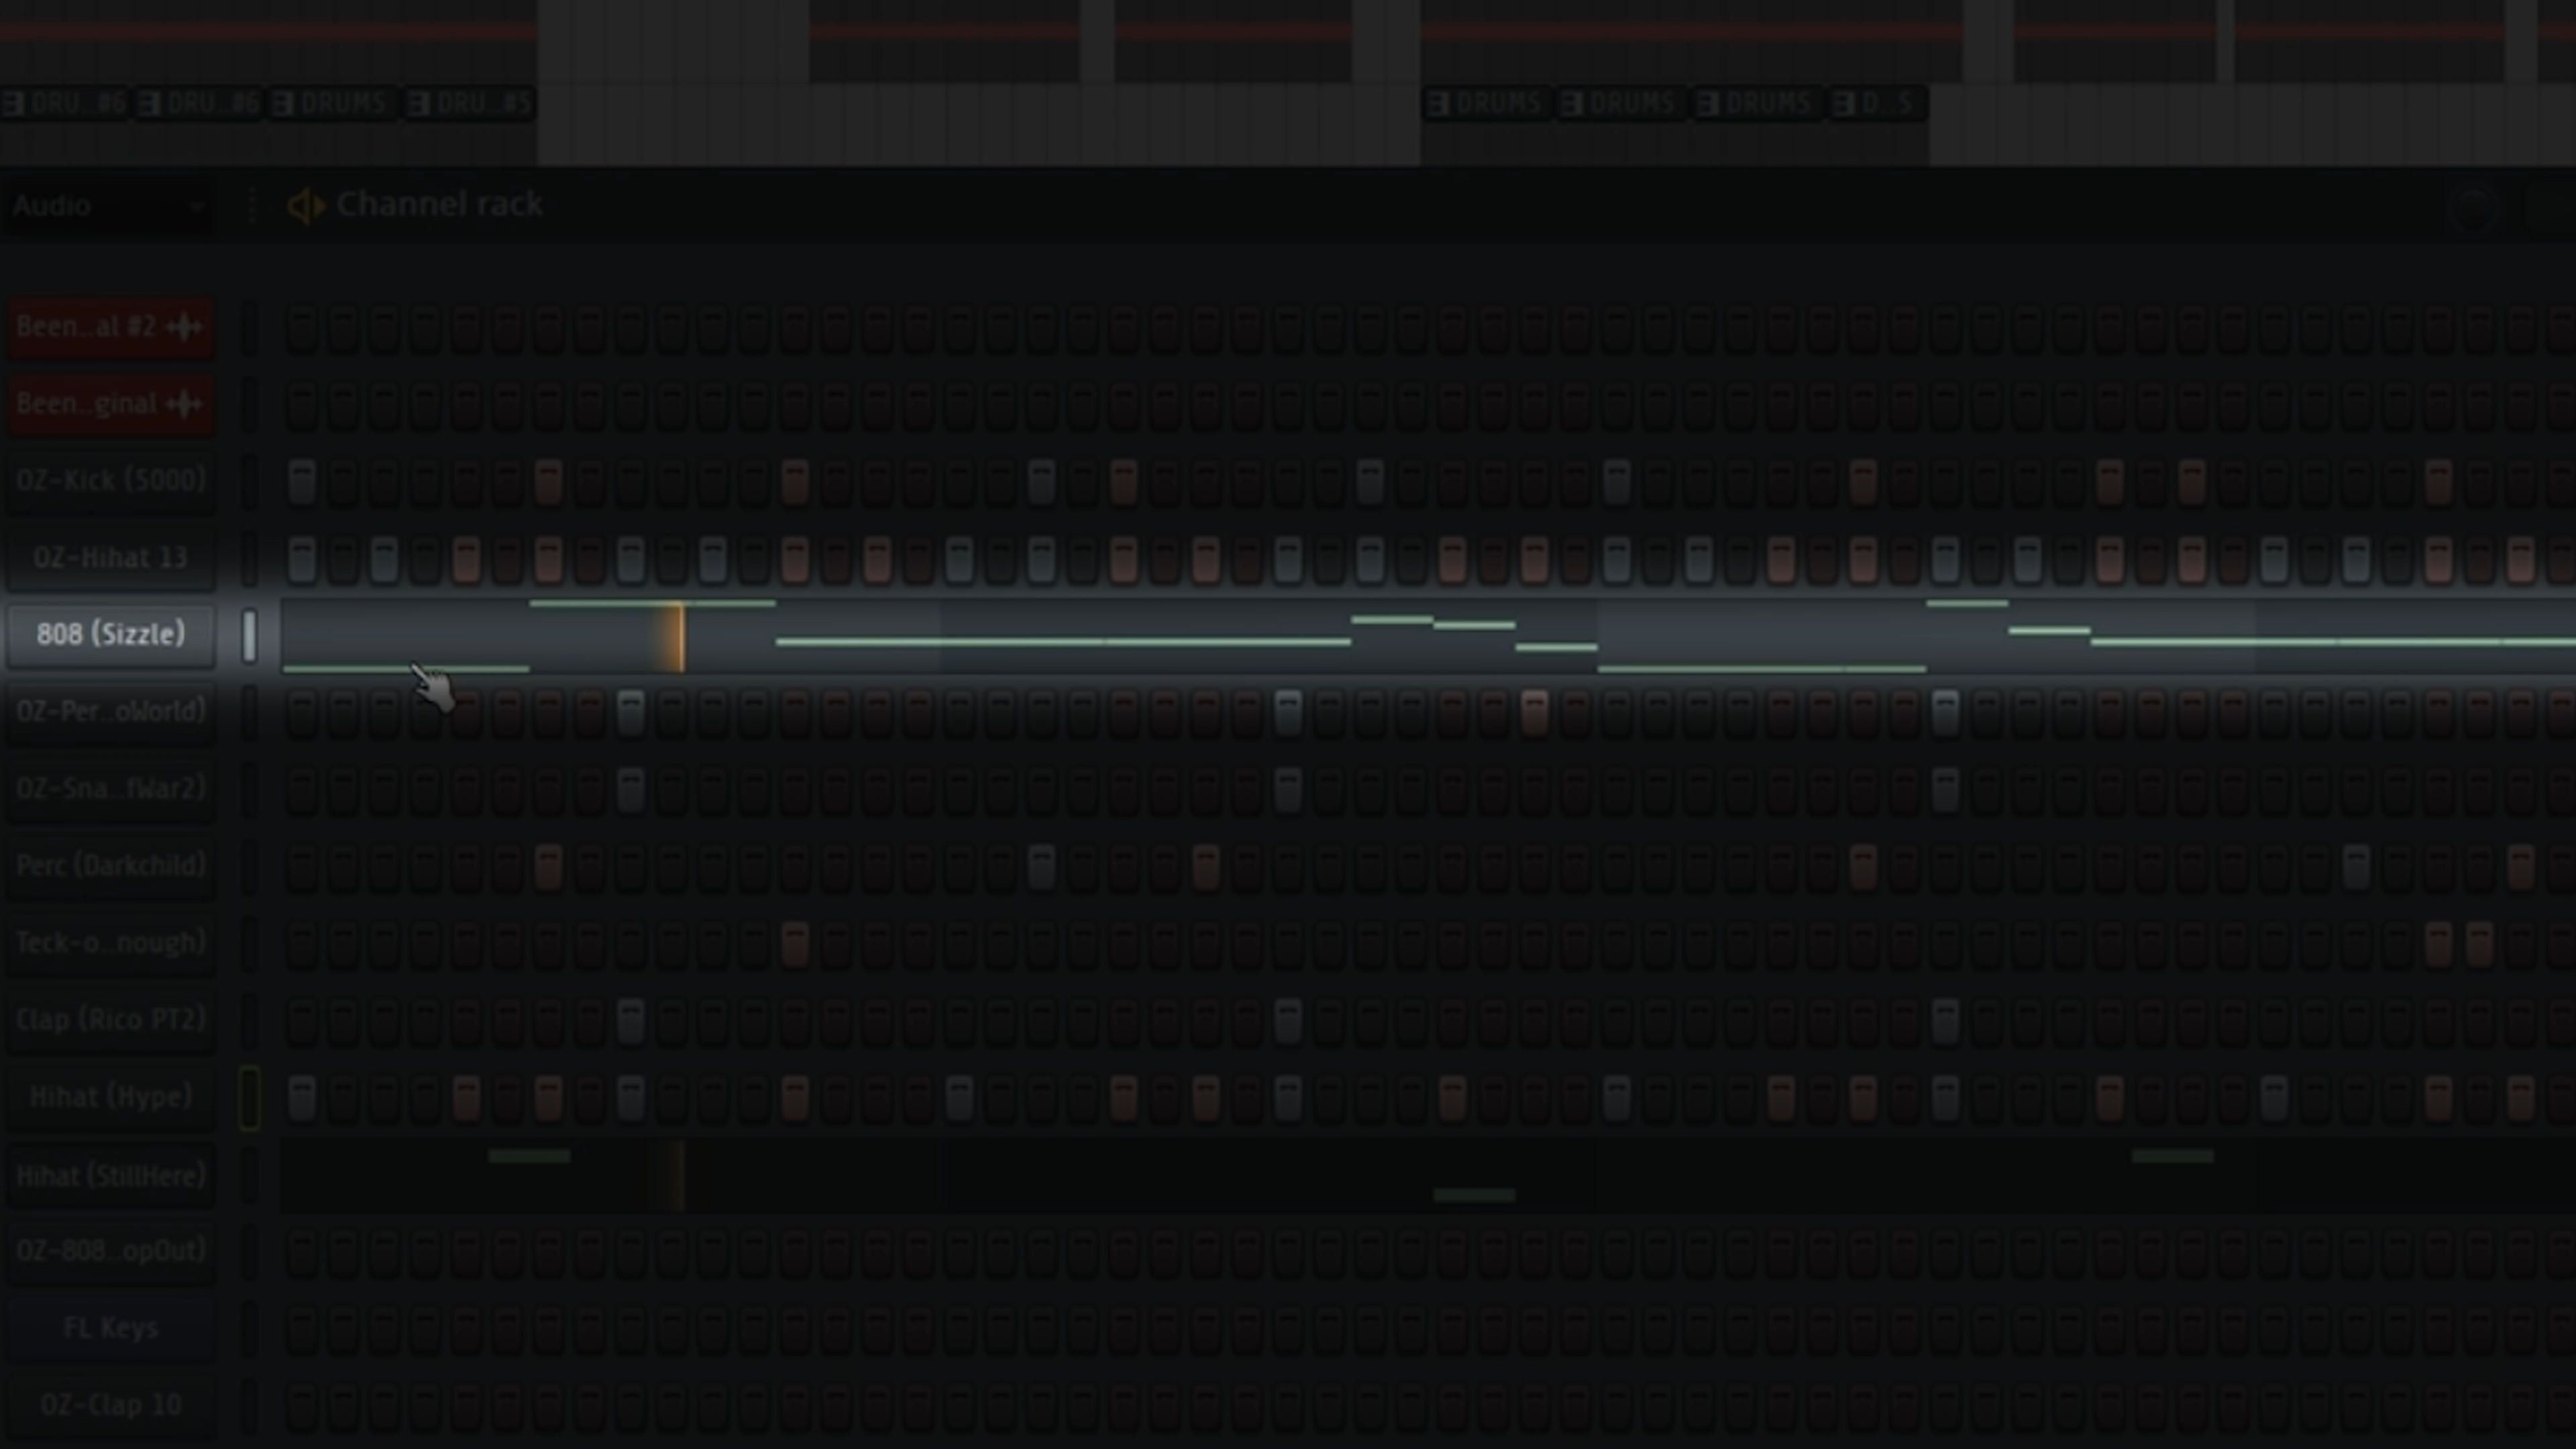 DRU...#6 DRU...#6 DRUMS DRU...#5 DRUMS DRUMS DRUMS D...S
Audio Channel rack
Been...al #2
Been...ginal
OZ-Kick (5000)
OZ-Hihat 13
808 (Sizzle)
OZ-Per...oWorld)
OZ-Sna...fWar2)
Perc (Darkchild)
Teck-o...nough)
Clap (Rico PT2)
Hihat (Hype)
Hihat (StillHere)
OZ-808...opOut)
FL Keys
OZ-Clap 10